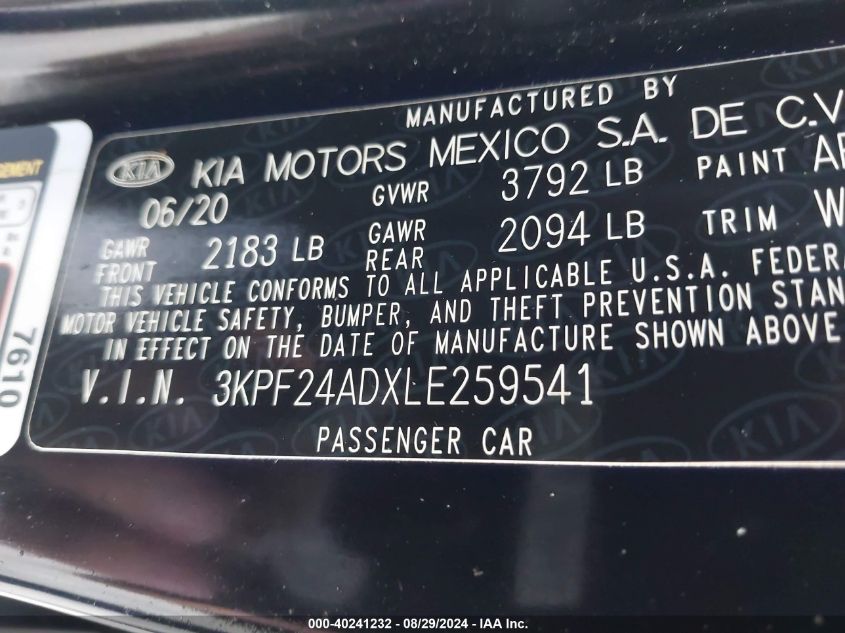 MANUFACTURED BY
KIA KIA MOTORS MEXICO S.A. DE C.V
06/20 GVWR 3792 LB PAINT
GAWR FRONT 2183 LB GAWR REAR 2094 LB TRIM
THIS VEHICLE CONFORMS TO ALL APPLICABLE U.S.A. FEDERA
MOTOR VEHICLE SAFETY, BUMPER, AND THEFT PREVENTION STAN
IN EFFECT ON THE DATE OF MANUFACTURE SHOWN ABOVE
V.I.N. 3KPF24ADXLE259541
PASSENGER CAR
7610
000-40241232 - 08/29/2024 - IAA Inc.